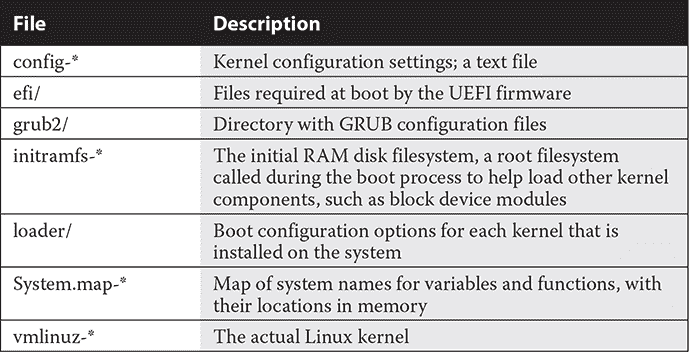 File Description
config-* Kernel configuration settings; a text file
efi/ Files required at boot by the UEFI firmware
grub2/ Directory with GRUB configuration files
initramfs-* The initial RAM disk filesystem, a root filesystem
called during the boot process to help load other kernel
components, such as block device modules
loader/ Boot configuration options for each kernel that is
installed on the system
System.map-* Map of system names for variables and functions, with
their locations in memory
vmlinuz-* The actual Linux kernel